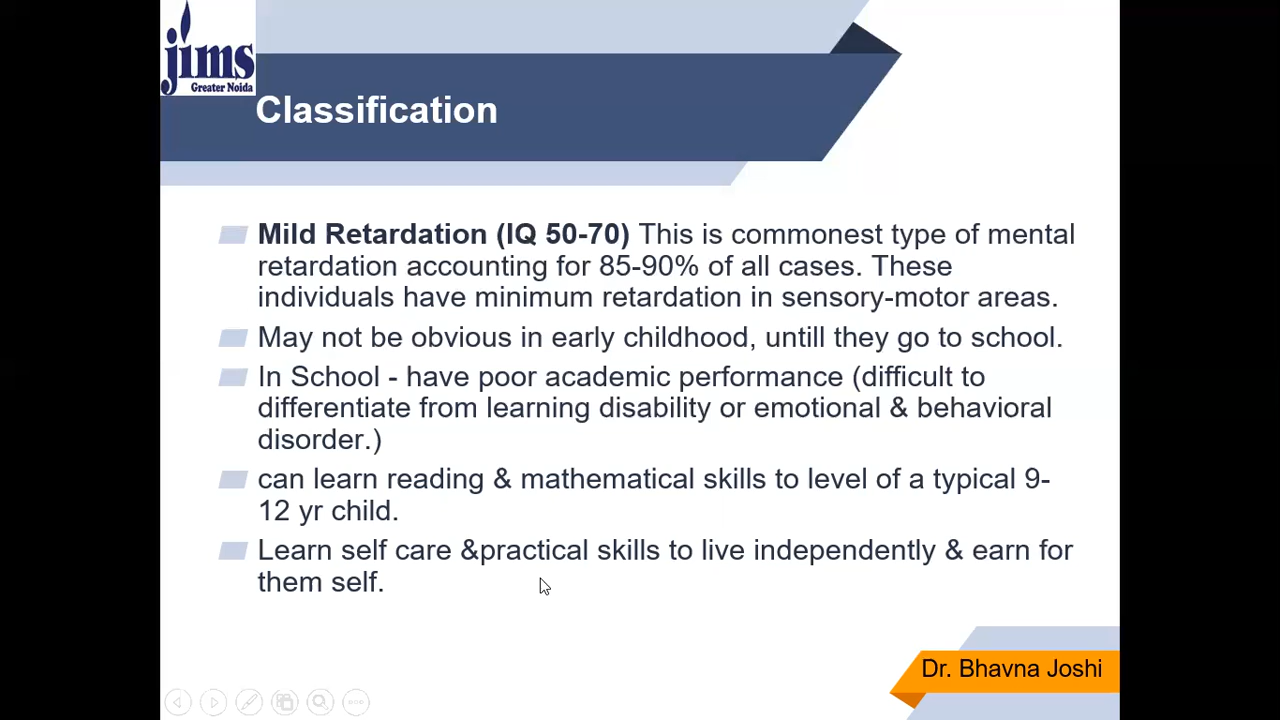 jims
Greater Noida
Classification
Mild Retardation (IQ 50-70) This is commonest type of mental
retardation accounting for 85-90% of all cases. These
individuals have minimum retardation in sensory-motor areas.
May not be obvious in early childhood, untill they go to school.
In School - have poor academic performance (difficult to
differentiate from learning disability or emotional & behavioral
disorder.)
can learn reading & mathematical skills to level of a typical 9-
12 yr child.
Learn self care &practical skills to live independently & earn for
them self.
Dr. Bhavna Joshi